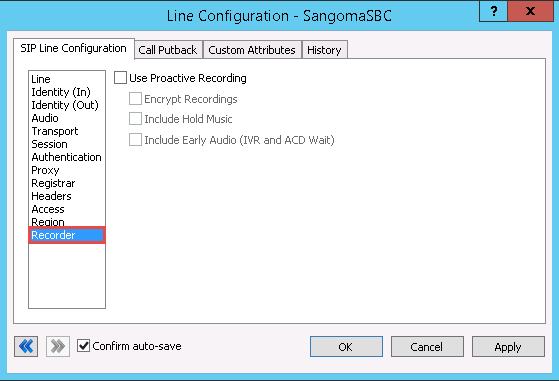 Line Configuration - SangomaSBC
?
X
SIP Line Configuration
Call Putback
Custom Attributes
History
Line
Identity (In)
Identity (Out)
Audio
Transport
Session
Authentication
Proxy
Registrar
Headers
Access
Region
Recorder
Use Proactive Recording
Encrypt Recordings
Include Hold Music
Include Early Audio (IVR and ACD Wait)
Confirm auto-save
OK
Cancel
Apply